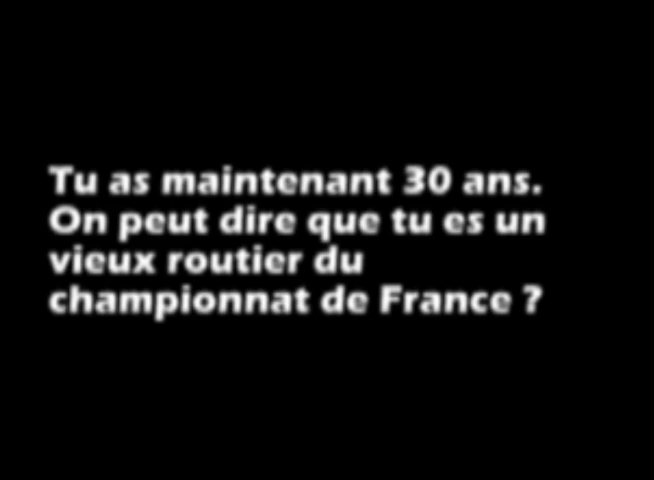 Tu as maintenant 30 ans.
On peut dire que tu es un
vieux routier du
championnat de France ?